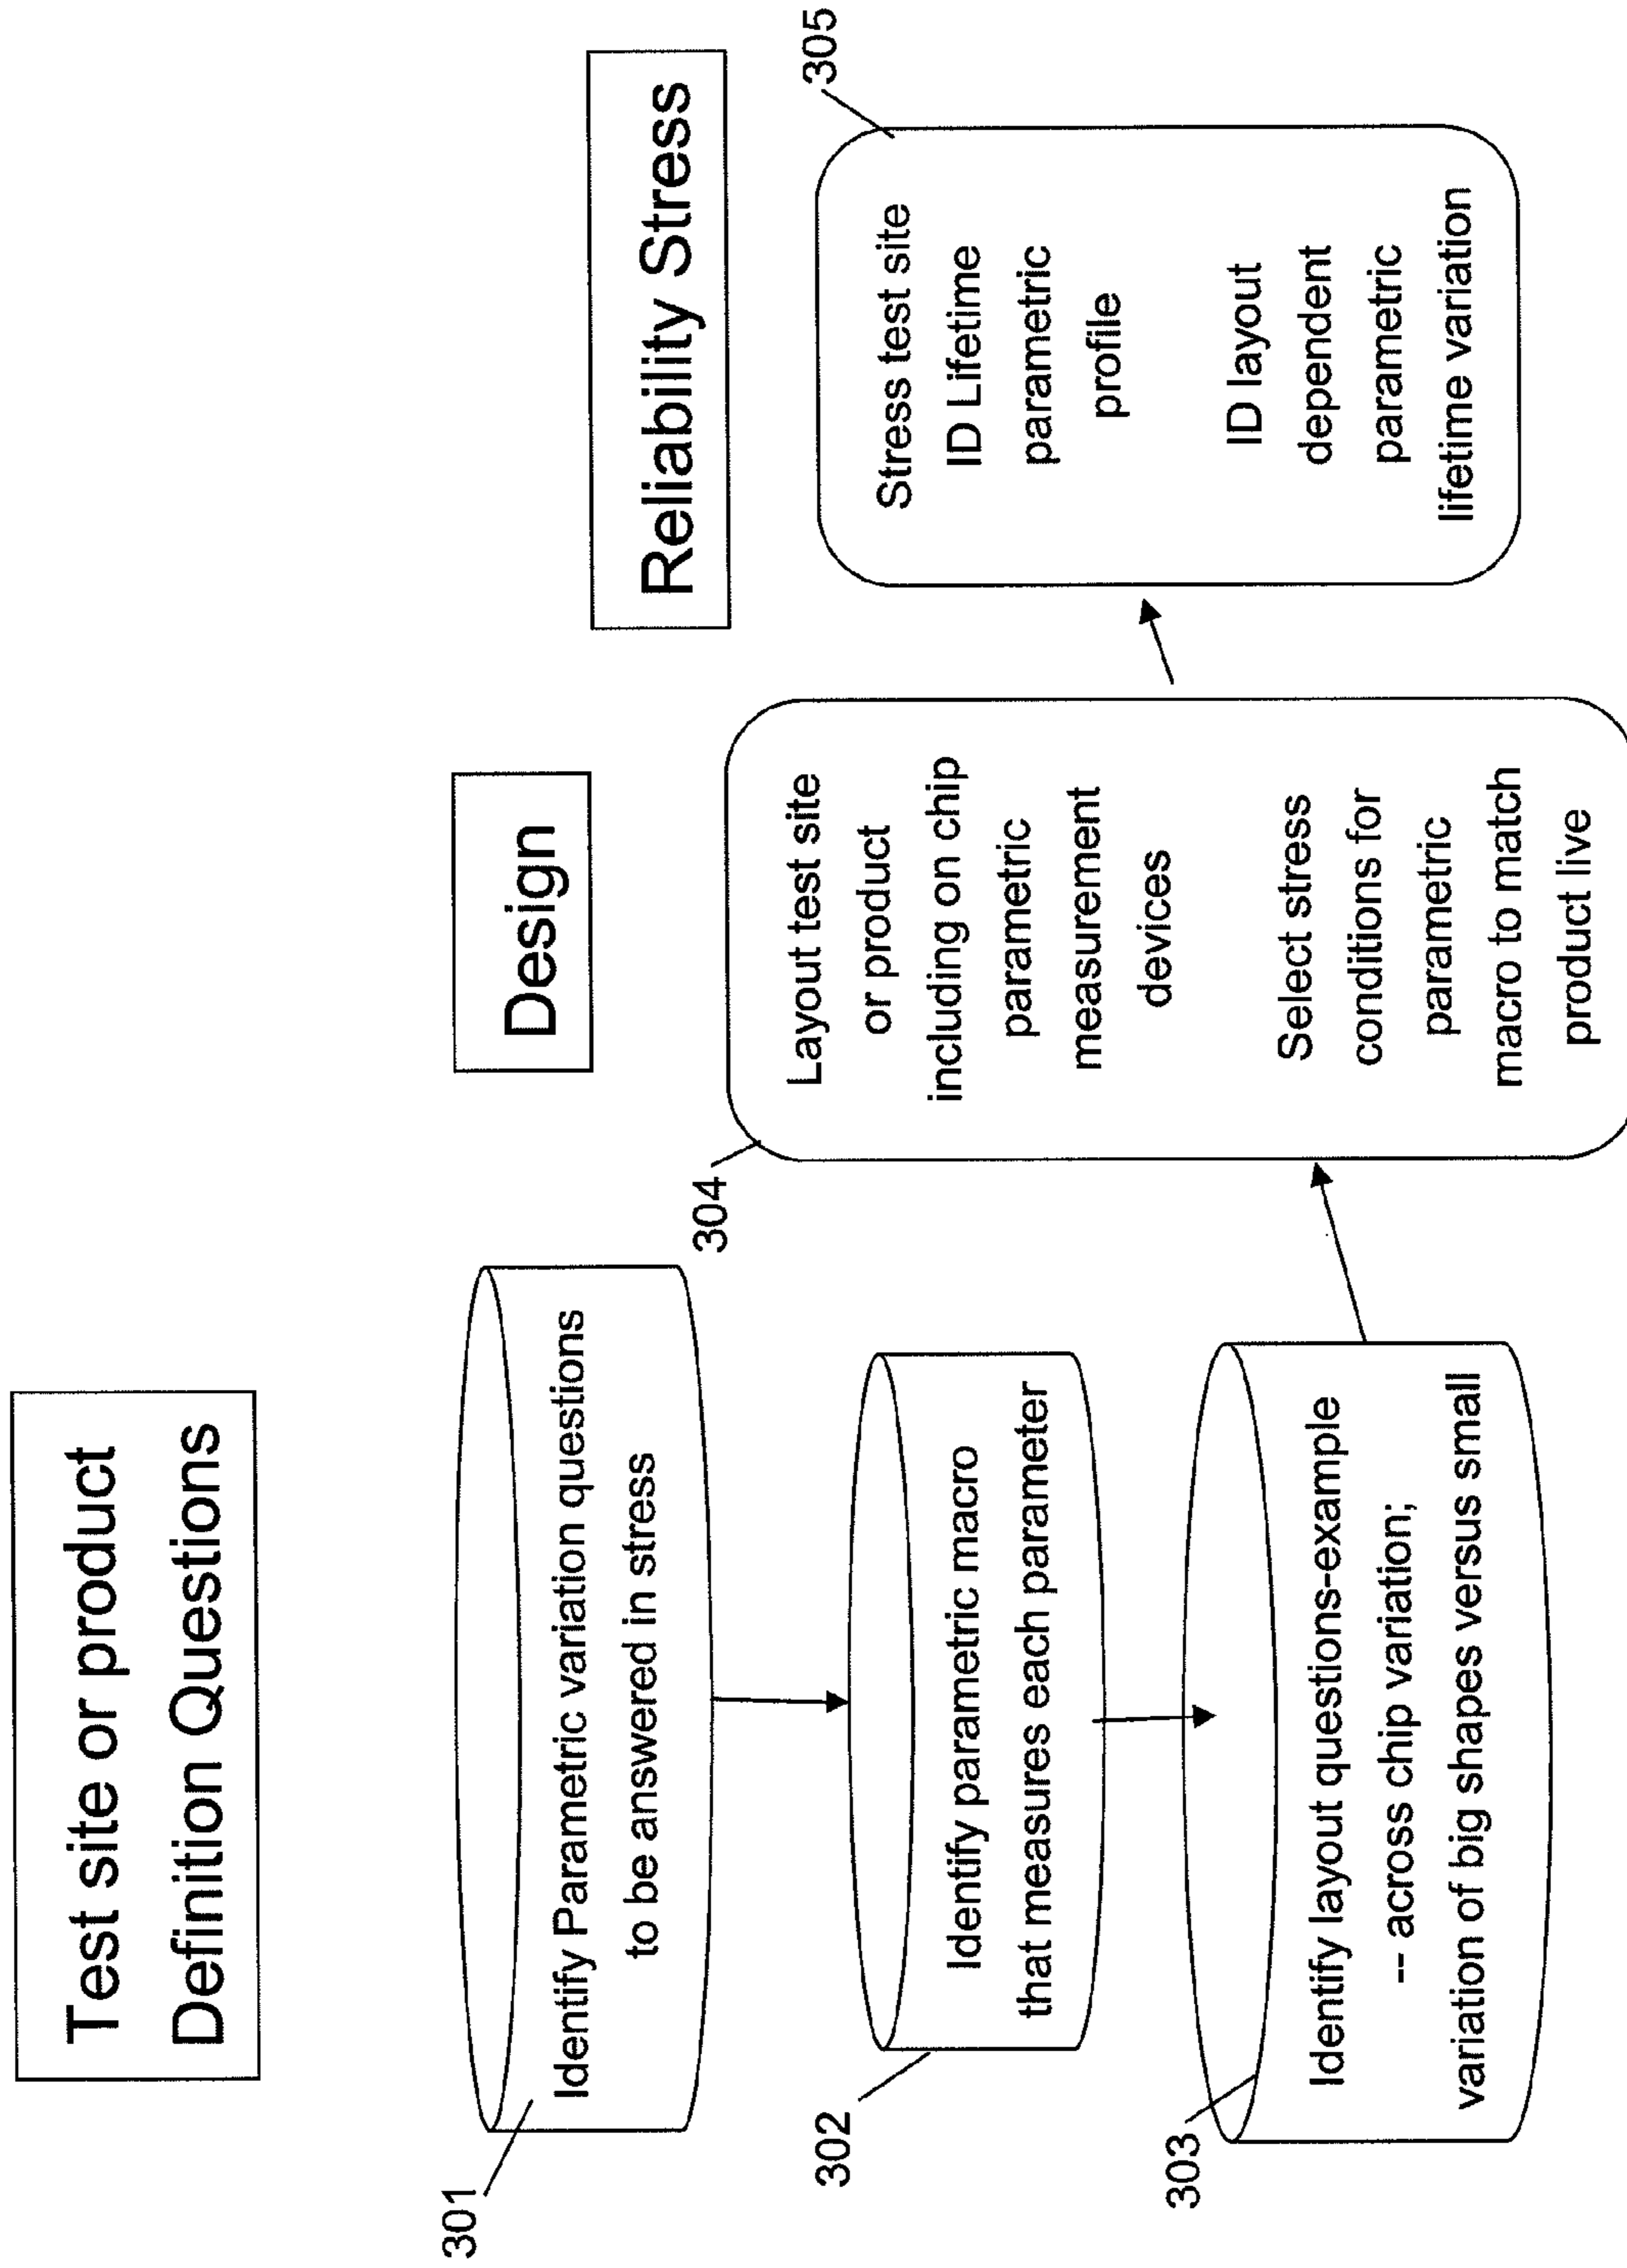 Test site or product
Definition Questions
301
Identify Parametric variation questions
to be answered in stress
302
Identify parametric macro
that measures each parameter
303
Identify layout questions-example
-- across chip variation;
variation of big shapes versus small
Design
304
Layout test site
or product
including on chip
parametric
measurement
devices
Select stress
conditions for
parametric
macro to match
product live
Reliability Stress
305
Stress test site
ID Lifetime
parametric
profile
ID layout
dependent
parametric
lifetime variation